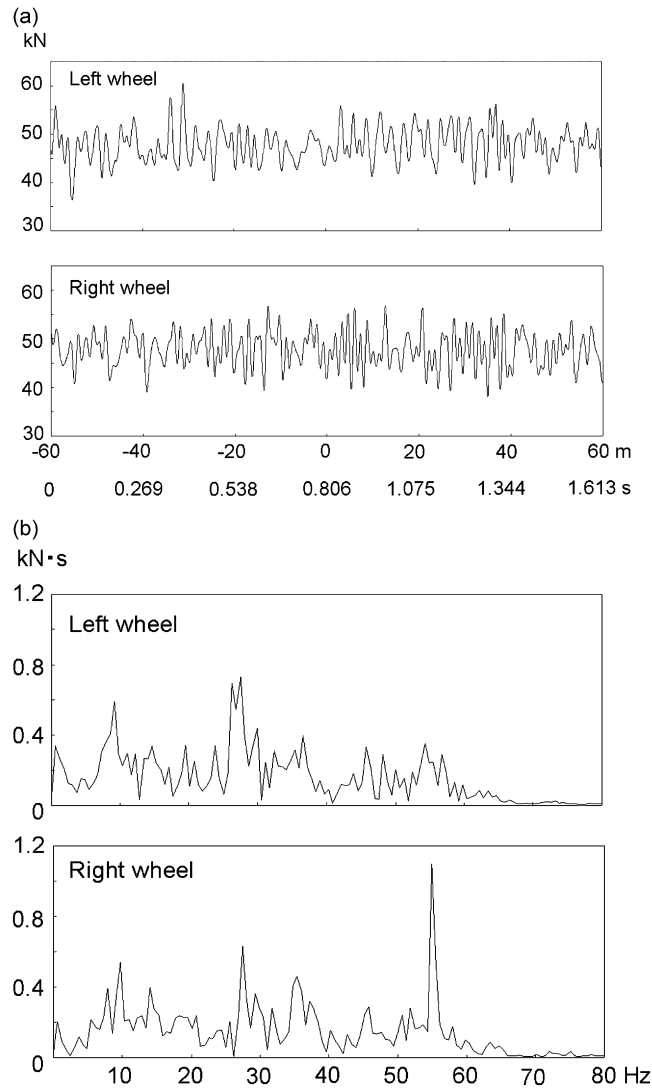 (a)
kN
Left wheel
60
50
40
30
Right wheel
60
50
40
30
-60 -40 -20 0 20 40 60 m
0 0.269 0.538 0.806 1.075 1.344 1.613 s
(b)
kN·s
1.2
Left wheel
0.8
0.4
0
1.2
Right wheel
0.8
0.4
0
10 20 30 40 50 60 70 80 Hz